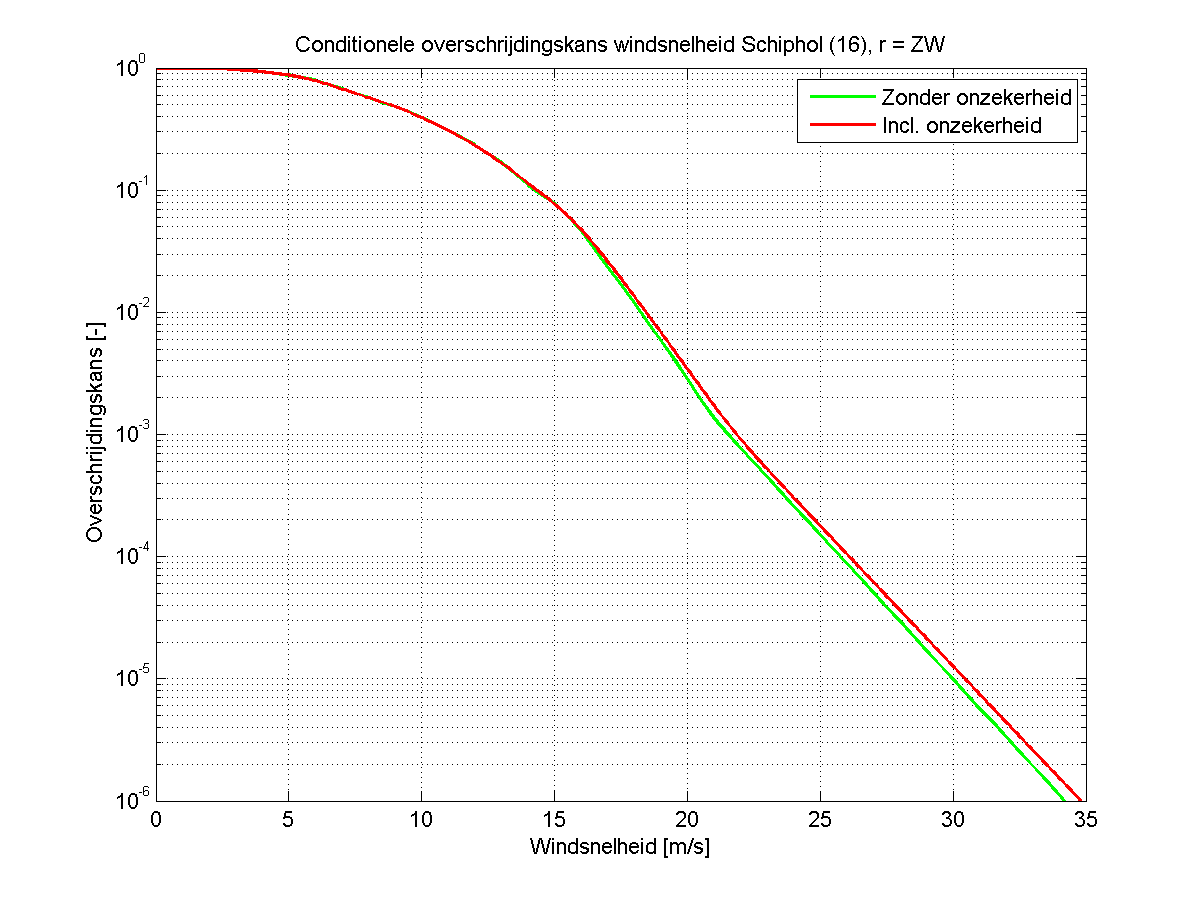 Conditionele overschrijdingskans windsnelheid Schiphol (16), r = ZW
Zonder onzekerheid
Incl. onzekerheid
Overschrijdingskans [-]
10^0
10^-1
10^-2
10^-3
10^-4
10^-5
10^-6
0 5 10 15 20 25 30 35
Windsnelheid [m/s]